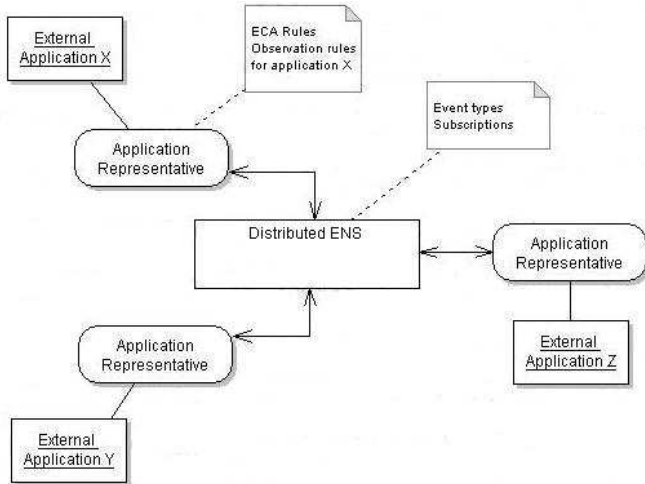 External
Application X
ECA Rules
Observation rules
for application X
Event types
Subscriptions
Application
Representative
Distributed ENS
Application
Representative
Application
Representative
External
Application Z
External
Application Y